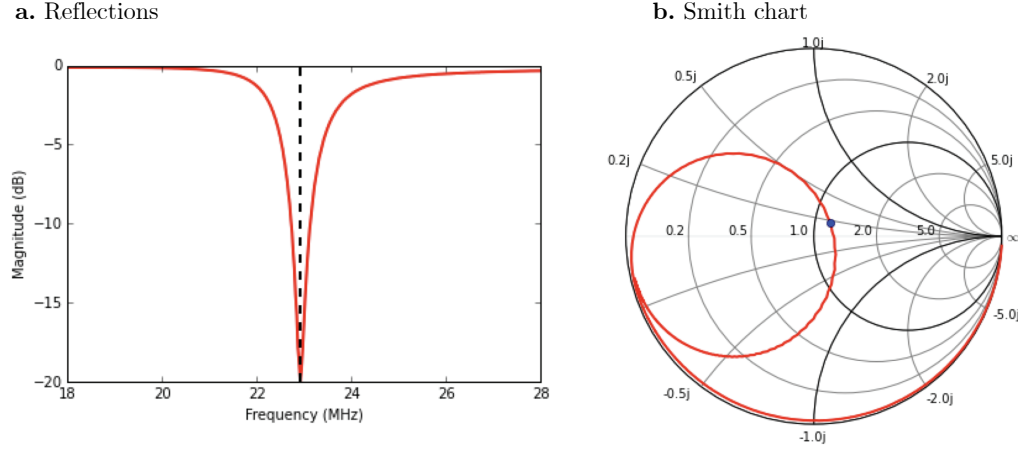 a. Reflections
b. Smith chart
0
−5
−10
−15
−20
18
20
22
24
26
28
Magnitude (dB)
Frequency (MHz)
1.0j
0.5j
2.0j
0.2j
5.0j
0.2
0.5
1.0
2.0
5.0
∞
-5.0j
-0.5j
-2.0j
-1.0j